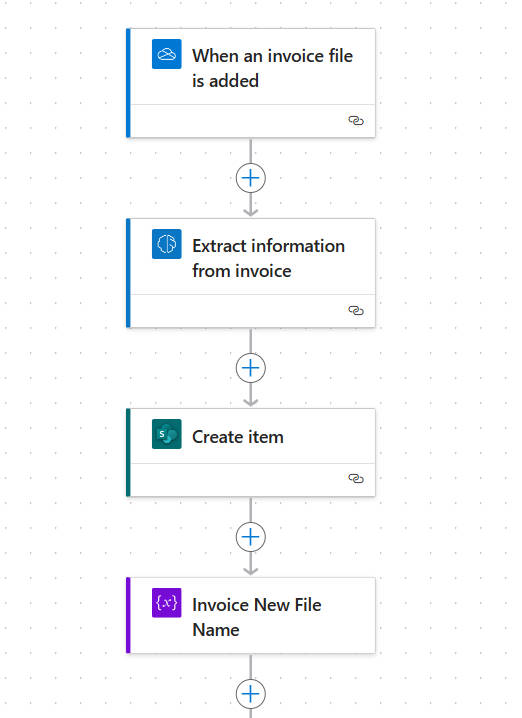 When an invoice file
is added
Extract information
from invoice
S
Create item
{x}
Invoice New File
Name